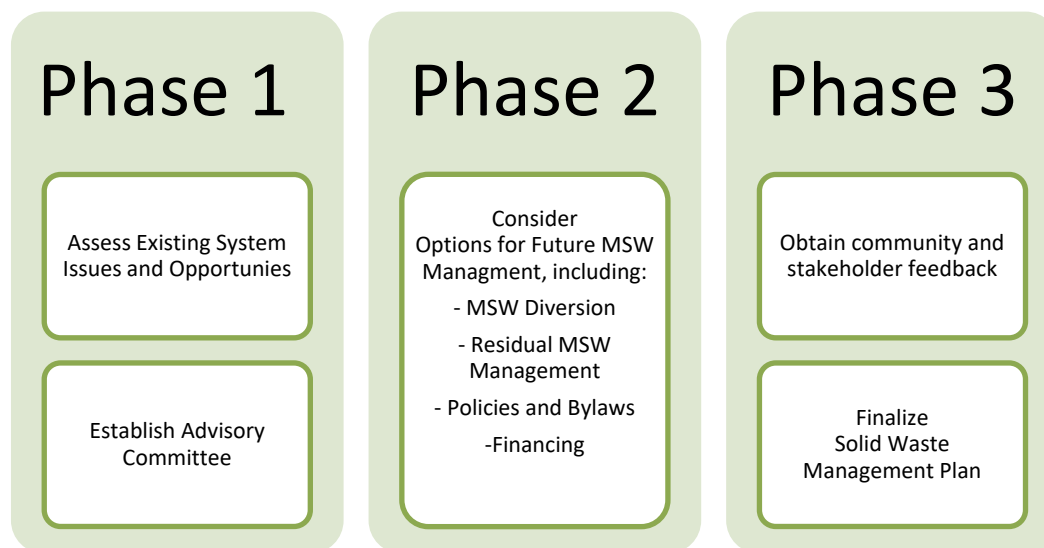 Phase 1
Assess Existing System
Issues and Opportunies
Establish Advisory
Committee
Phase 2
Consider
Options for Future MSW
Managment, including:
- MSW Diversion
- Residual MSW
Management
- Policies and Bylaws
-Financing
Phase 3
Obtain community and
stakeholder feedback
Finalize
Solid Waste
Management Plan